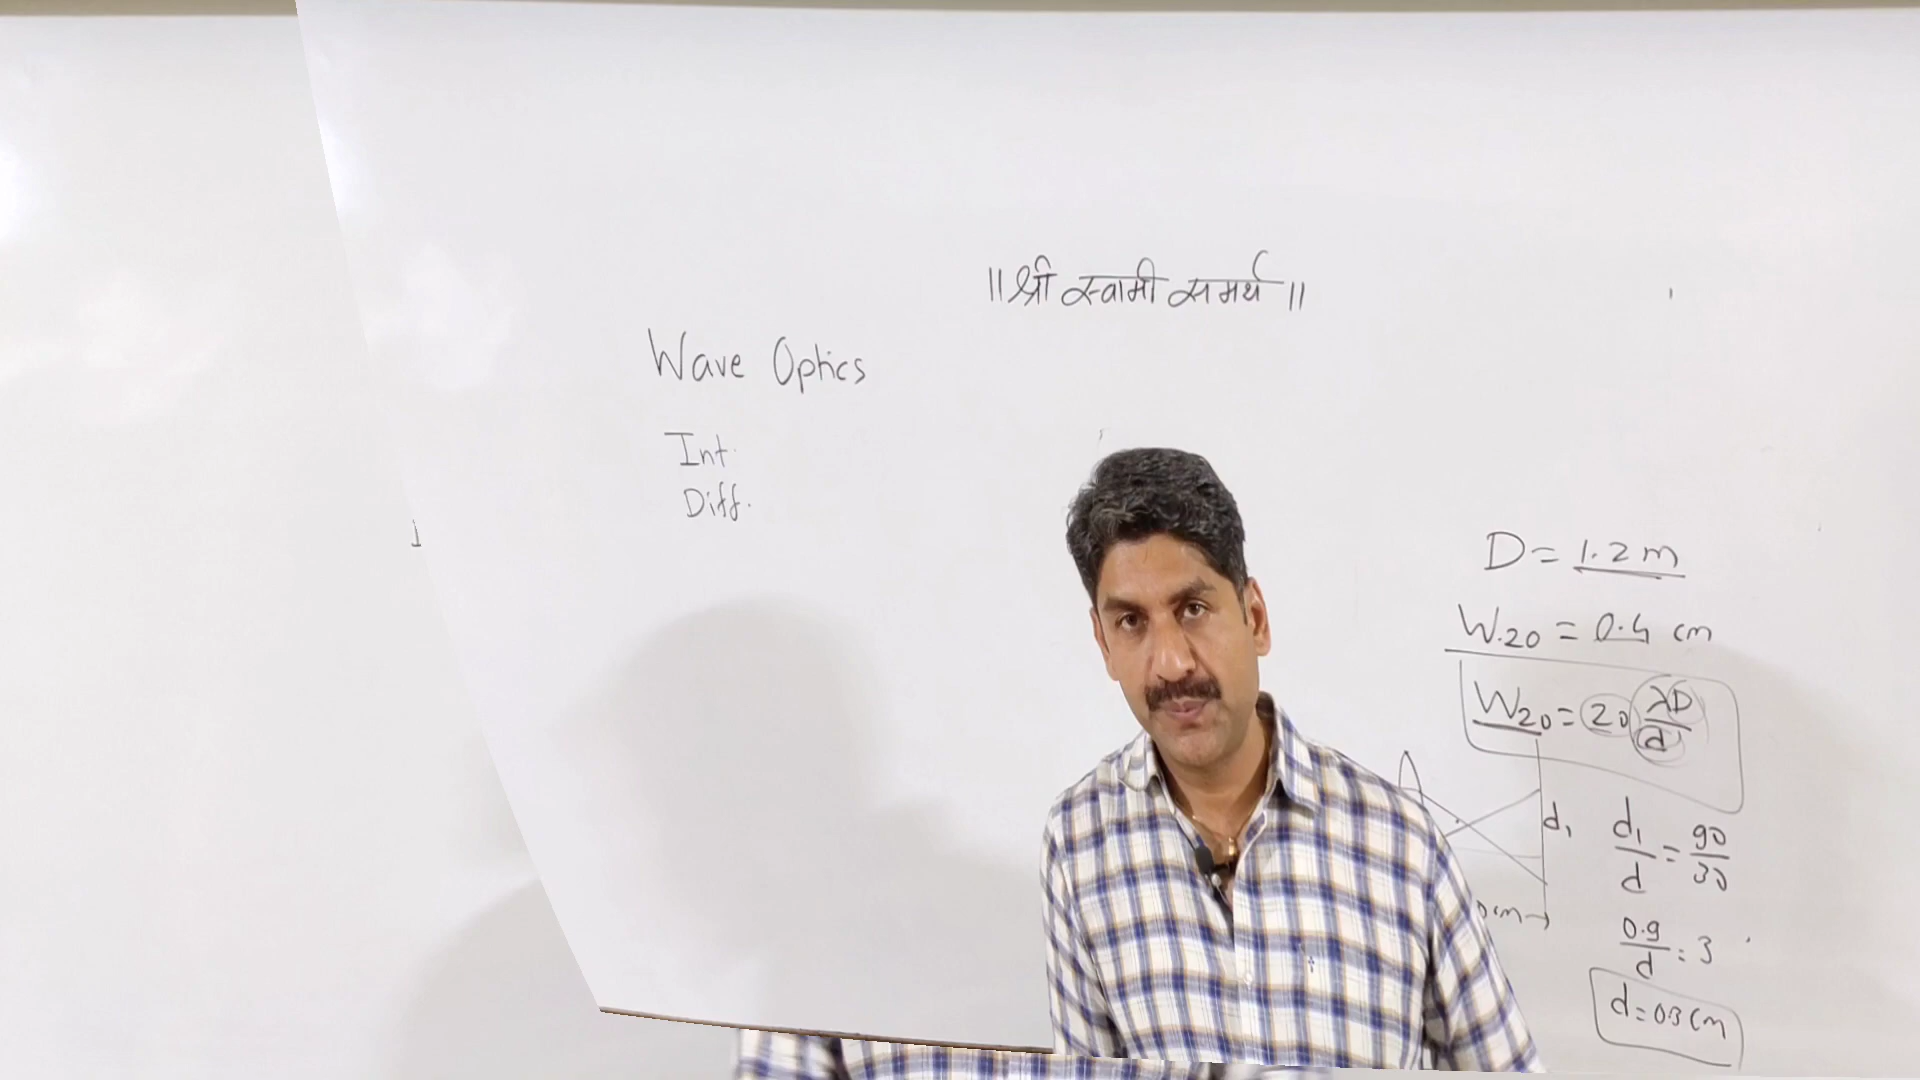 ॥ श्री स्वामी समर्थ ॥
Wave Optics
Int.
Diff.
D = 1.2 m
W.20 = 0.4 cm
W20 = 20 λD/d
d1
d1/d = 90/30
cm
0.9/d = 3
d = 0.3 cm